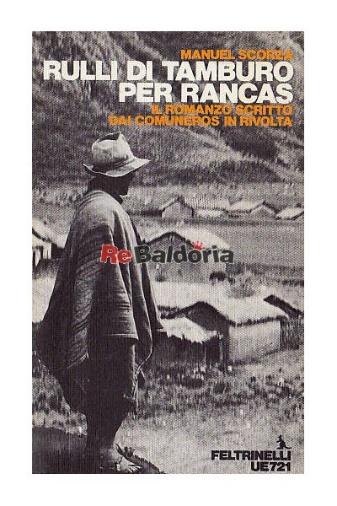 MANUEL SCORZA
RULLI DI TAMBURO
PER RANCAS
IL ROMANZO SCRITTO
DAI COMUNEROS IN RIVOLTA
ReBaldoria
FELTRINELLI
UE721